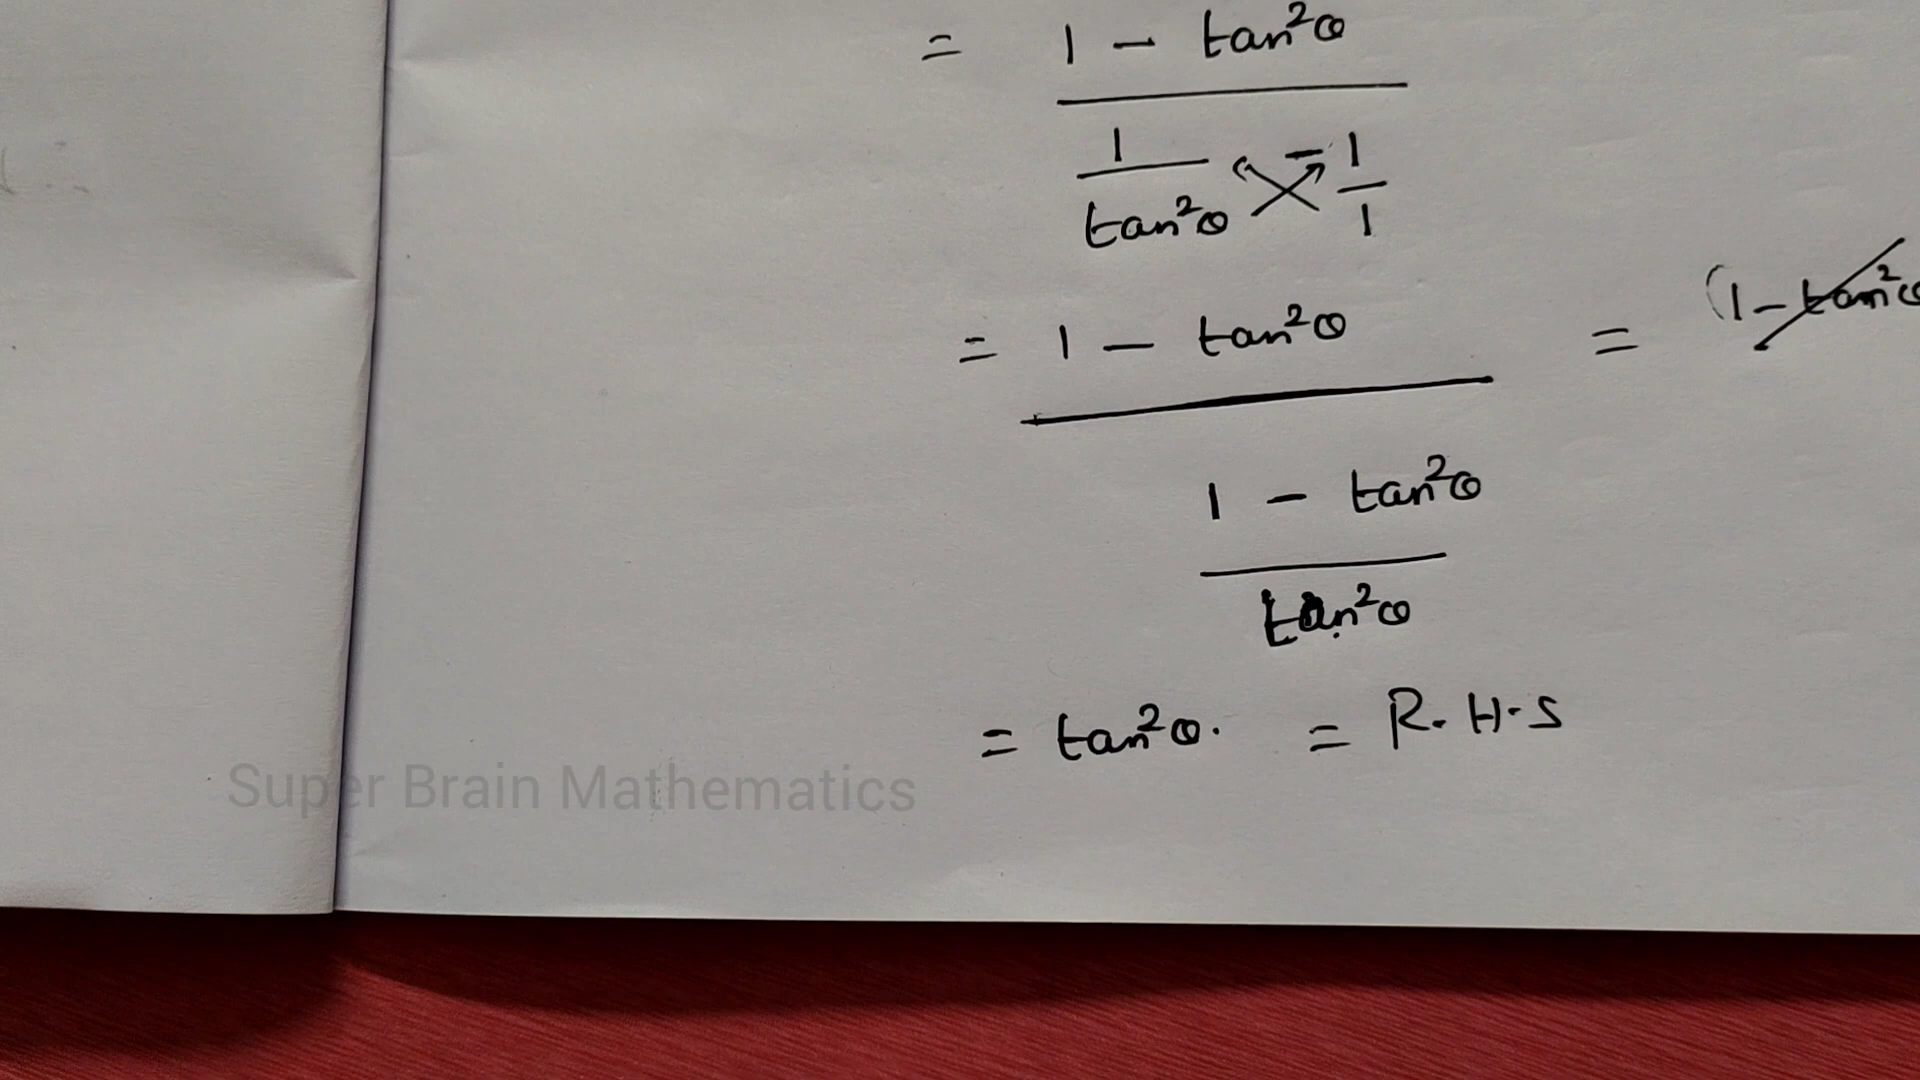 = 1 - tan²θ
1/tan²θ - 1/1
= 1 - tan²θ = (1 - tan²θ
1 - tan²θ
tan²θ
= tan²θ. = R.H.S
Super Brain Mathematics